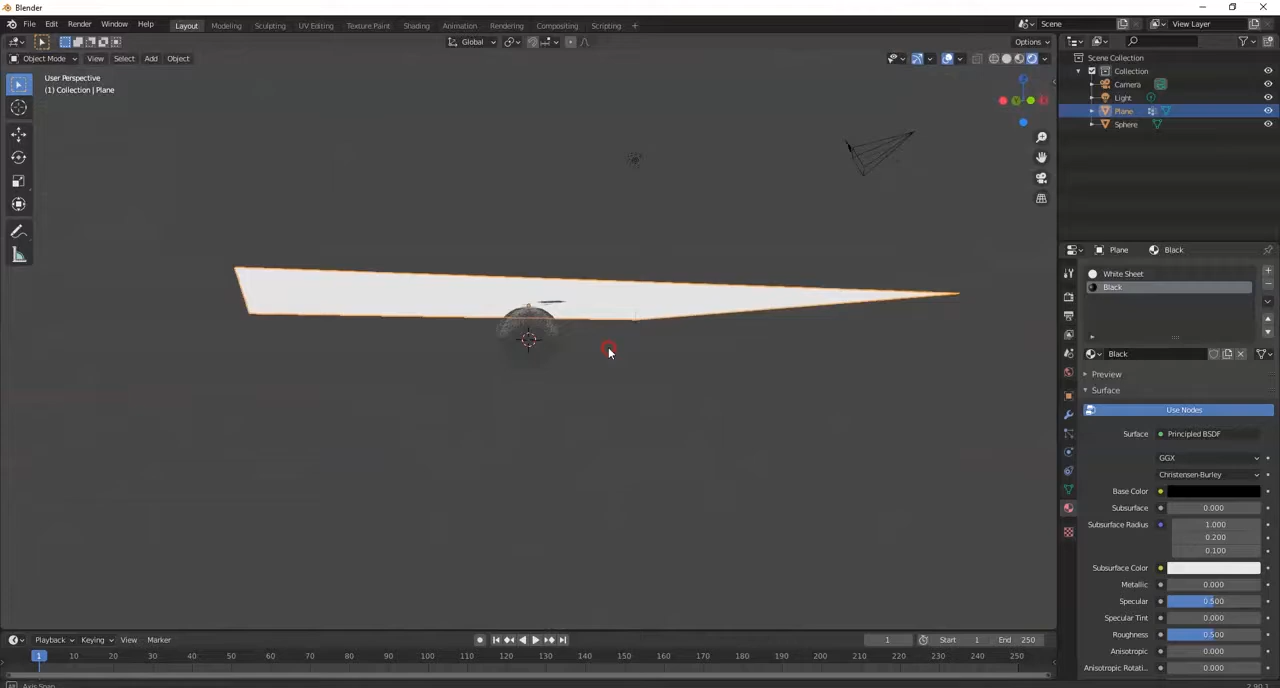 Blender
File Edit Render Window Help Layout Modeling Sculpting UV Editing Texture Paint Shading Animation Rendering Compositing Scripting + Scene View Layer
Global Options
Object Mode View Select Add Object
User Perspective
(1) Collection | Plane
Scene Collection
Collection
Camera
Light
Plane
Sphere
Plane Black
White Sheet
Black
Black
Preview
Surface
Use Nodes
Surface Principled BSDF
GGX
Christensen-Burley
Base Color
Subsurface 0.000
Subsurface Radius 1.000
0.200
0.100
Subsurface Color
Metallic 0.000
Specular 0.500
Specular Tint 0.000
Roughness 0.500
Anisotropic 0.000
Anisotropic Rotati... 0.000
Playback Keying View Marker 1 Start 1 End 250
1 10 20 30 40 50 60 70 80 90 100 110 120 130 140 150 160 170 180 190 200 210 220 230 240 250
Axis Snap 2.90.1